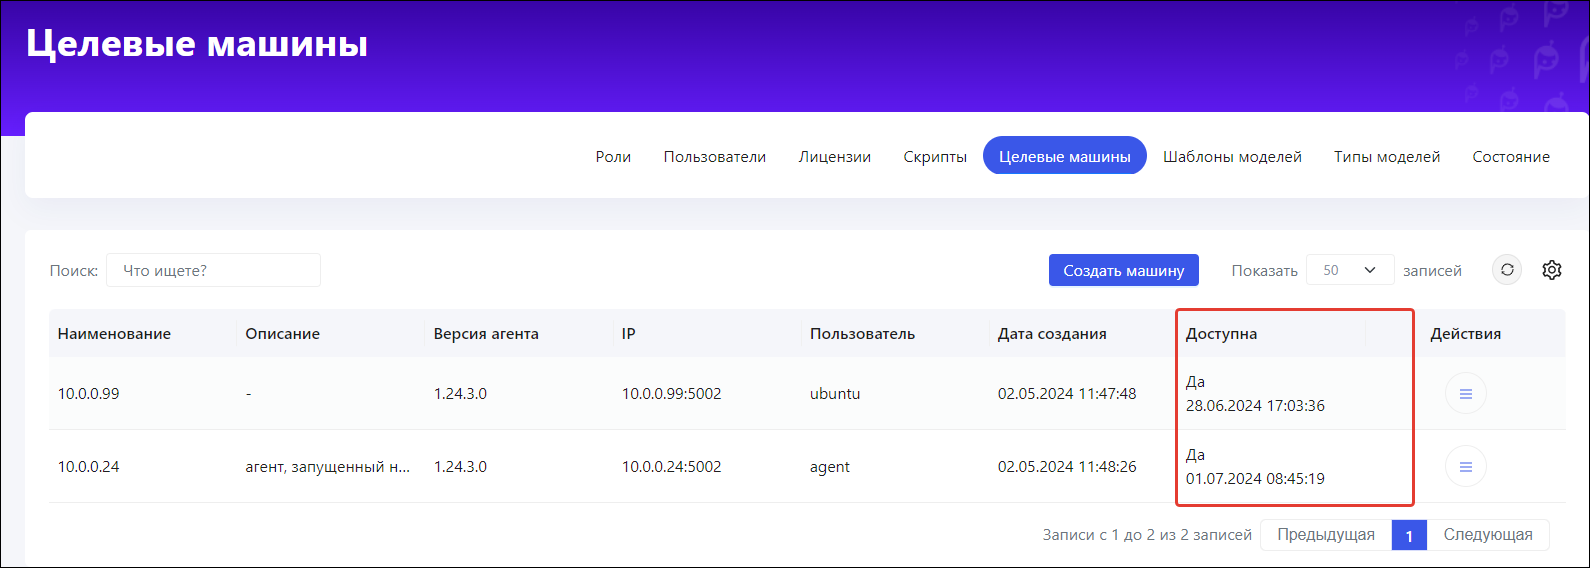 Целевые машины
Роли Пользователи Лицензии Скрипты Целевые машины Шаблоны моделей Типы моделей Состояние
Поиск: Что ищете? Создать машину Показать 50 записей
Наименование Описание Версия агента IP Пользователь Дата создания Доступна Действия
10.0.0.99 - 1.24.3.0 10.0.0.99:5002 ubuntu 02.05.2024 11:47:48 Да
28.06.2024 17:03:36
10.0.0.24 агент, запущенный н... 1.24.3.0 10.0.0.24:5002 agent 02.05.2024 11:48:26 Да
01.07.2024 08:45:19
Записи с 1 до 2 из 2 записей Предыдущая 1 Следующая